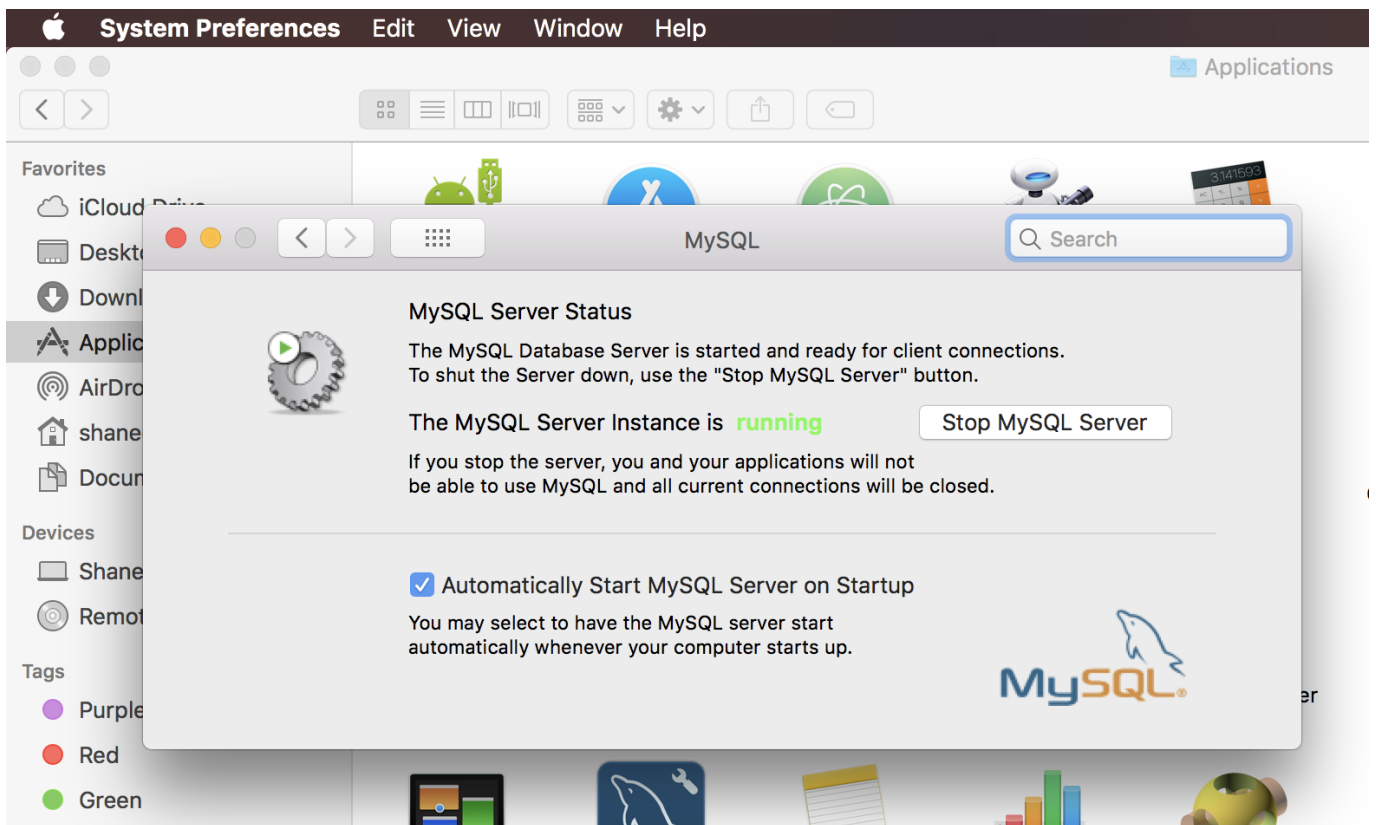 System Preferences Edit View Window Help
Applications
Favorites
iCloud Drive
Deskto
Downl
Applic
AirDro
shane
Docum
Devices
Shane
Remot
Tags
Purple
Red
Green
3.141593
MySQL
Search
MySQL Server Status
The MySQL Database Server is started and ready for client connections.
To shut the Server down, use the "Stop MySQL Server" button.
The MySQL Server Instance is running
Stop MySQL Server
If you stop the server, you and your applications will not
be able to use MySQL and all current connections will be closed.
Automatically Start MySQL Server on Startup
You may select to have the MySQL server start
automatically whenever your computer starts up.
MySQL®
er